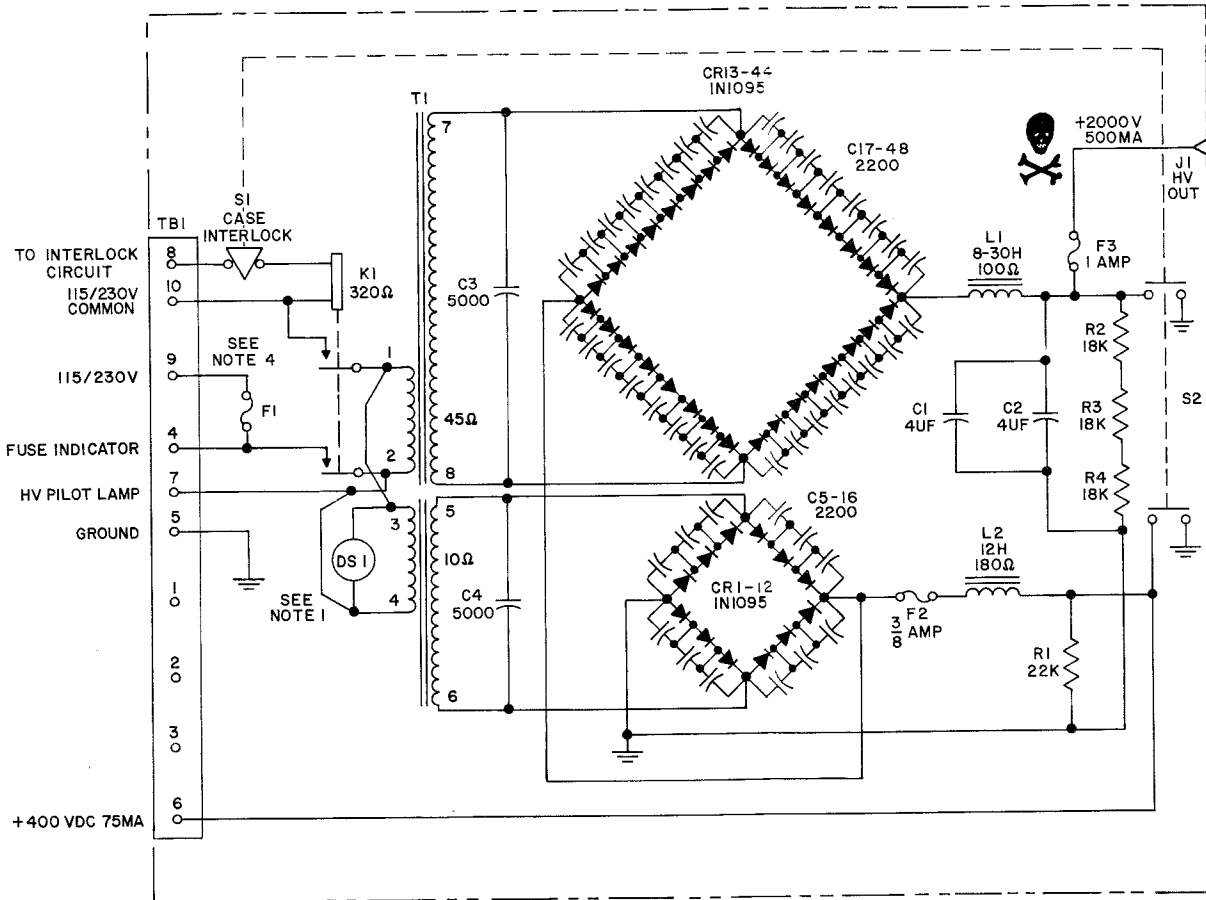 CR13-44
1N1095
T1
7
+2000V
500MA
C17-48
2200
J1
HV
OUT
S1
CASE
INTERLOCK
TB1
8
TO INTERLOCK
CIRCUIT
10
115/230V
COMMON
K1
320Ω
C3
5000
L1
8-30H
100Ω
F3
1 AMP
R2
18K
SEE
NOTE 4
1
9
115/230V
F1
45Ω
C1
4UF
C2
4UF
R3
18K
S2
4
FUSE INDICATOR
2
8
7
HV PILOT LAMP
R4
18K
5
GROUND
5
C5-16
2200
3
DS1
10Ω
L2
12H
180Ω
4
C4
5000
CR1-12
1N1095
SEE
NOTE 1
1
F2
3/8 AMP
R1
22K
2
6
3
6
+400 VDC 75MA